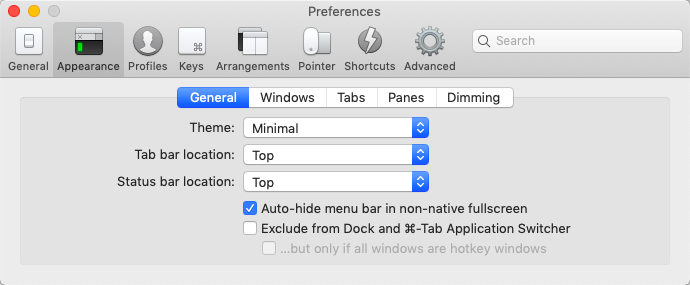 Preferences
General Appearance Profiles Keys Arrangements Pointer Shortcuts Advanced Search
General Windows Tabs Panes Dimming
Theme: Minimal
Tab bar location: Top
Status bar location: Top
Auto-hide menu bar in non-native fullscreen
Exclude from Dock and ⌘-Tab Application Switcher
...but only if all windows are hotkey windows